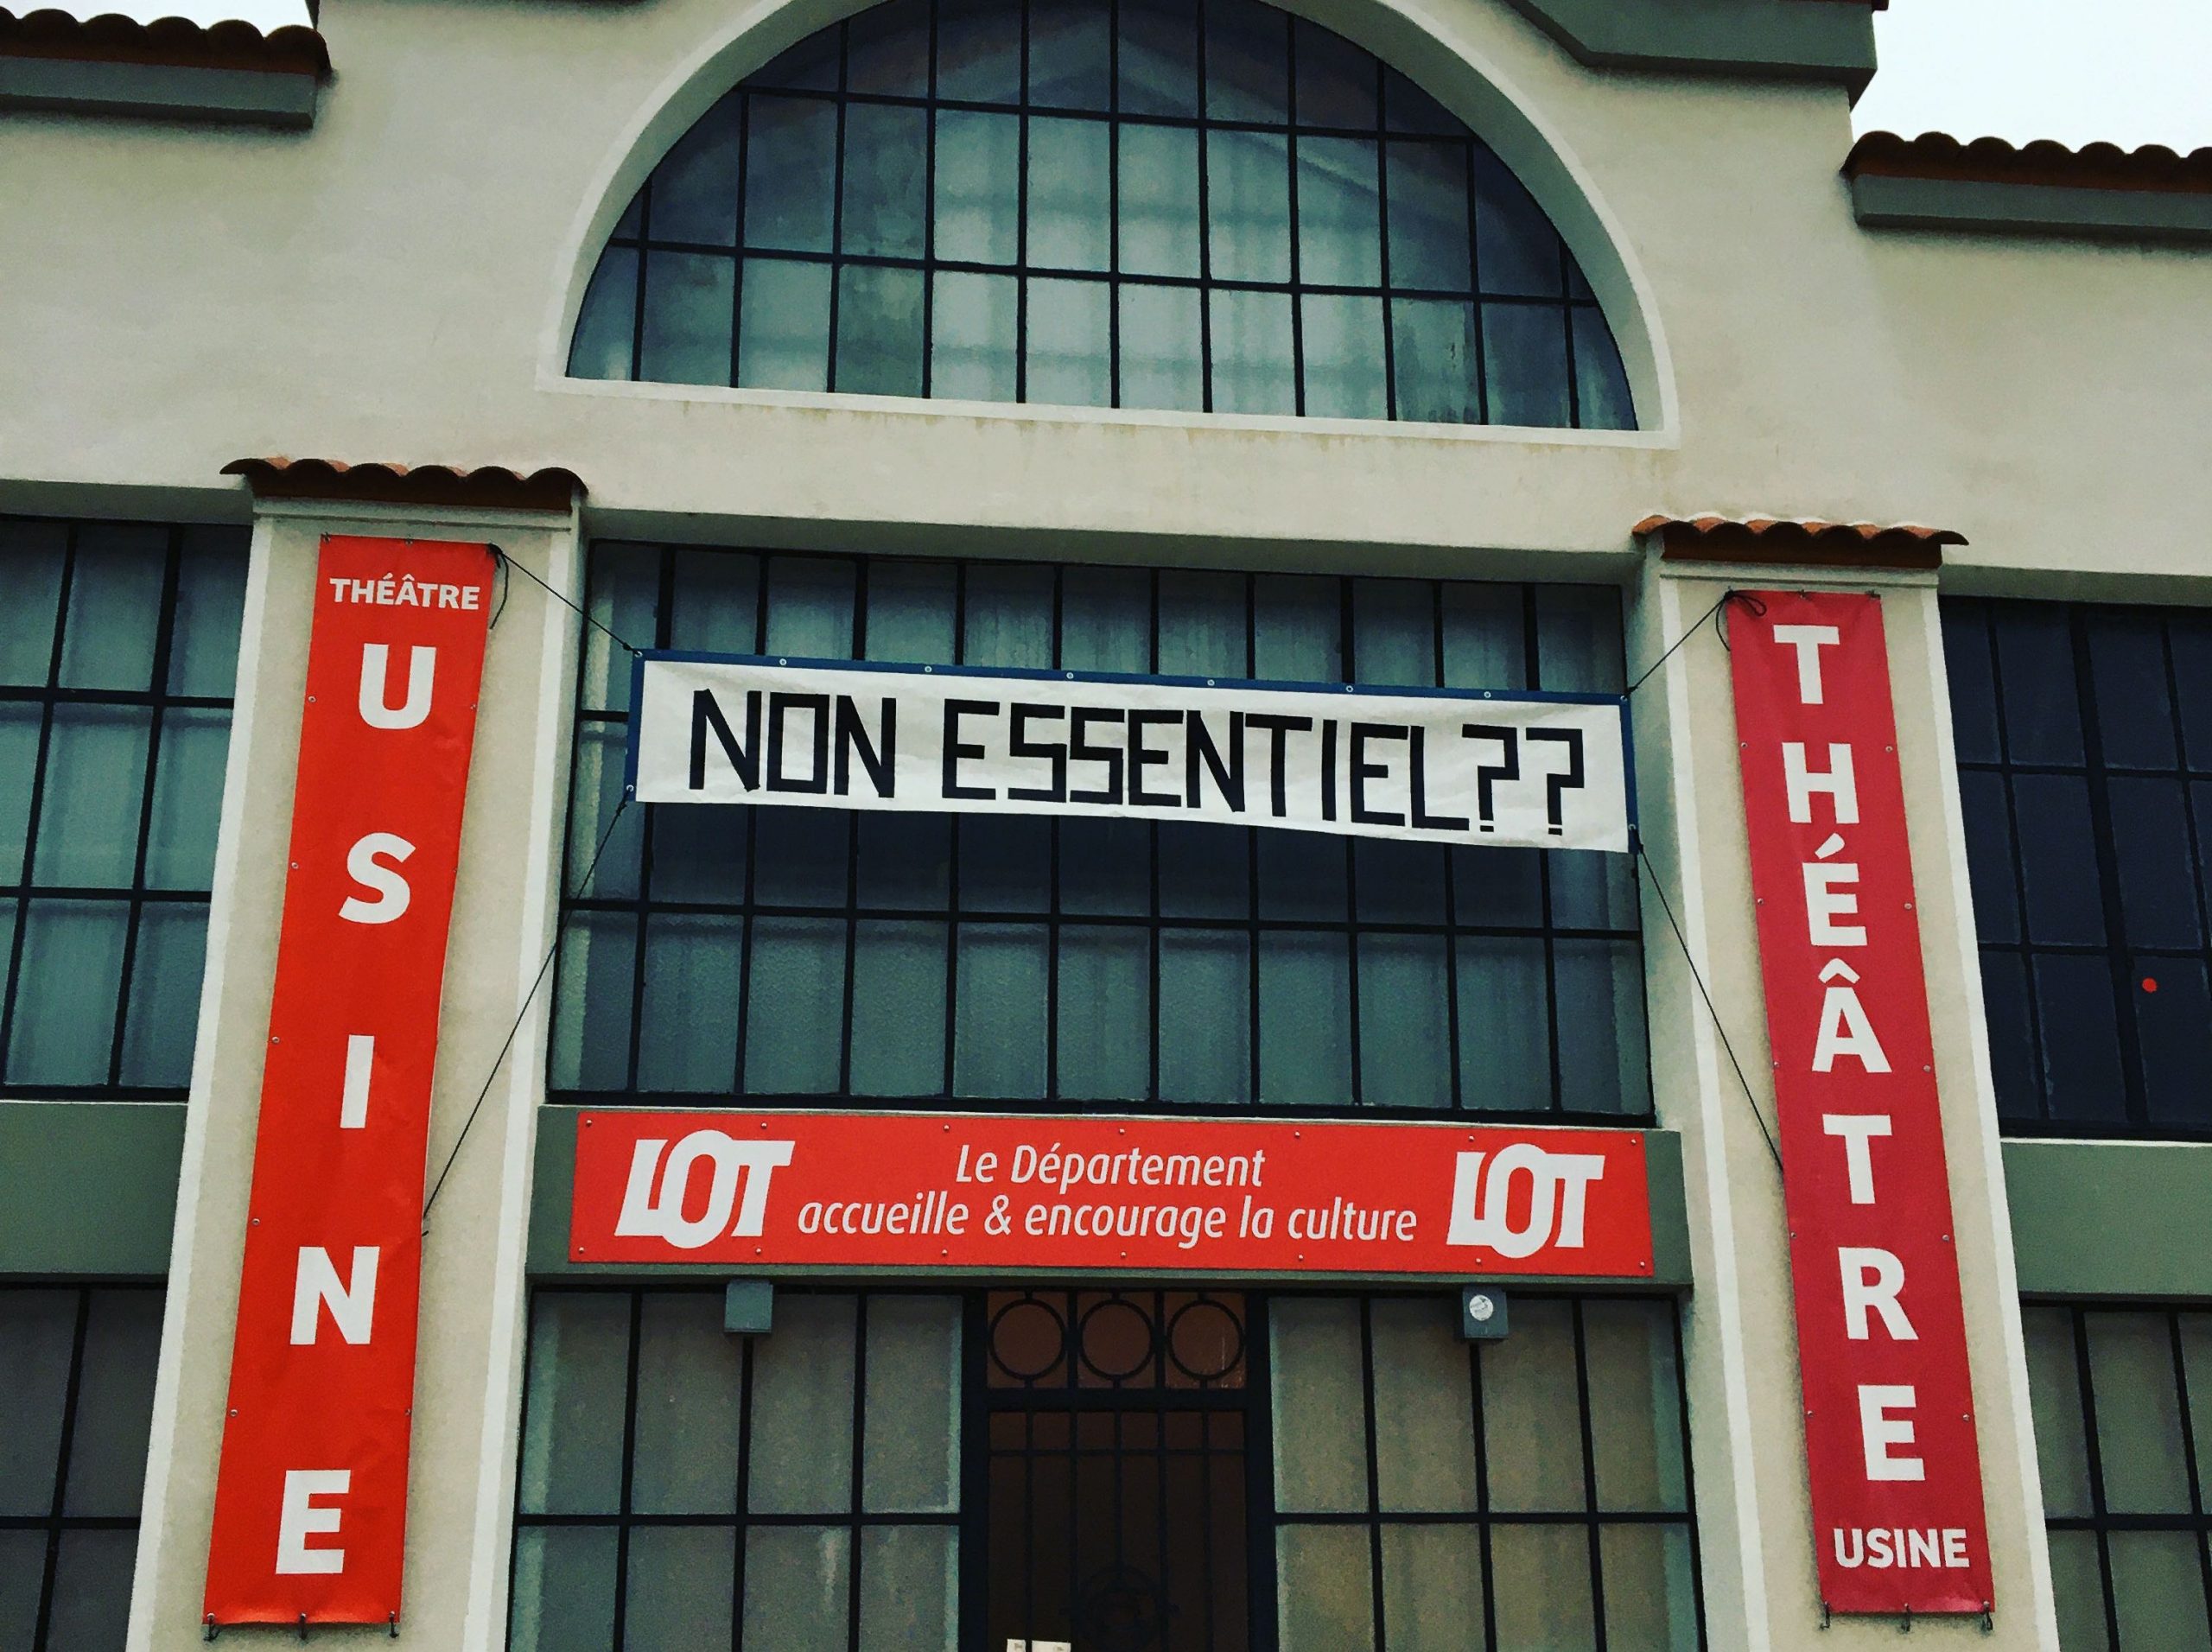 THÉÂTRE
USINE
NON ESSENTIEL??
LOT
Le Département
accueille & encourage la culture
LOT
THÉÂTRE
USINE